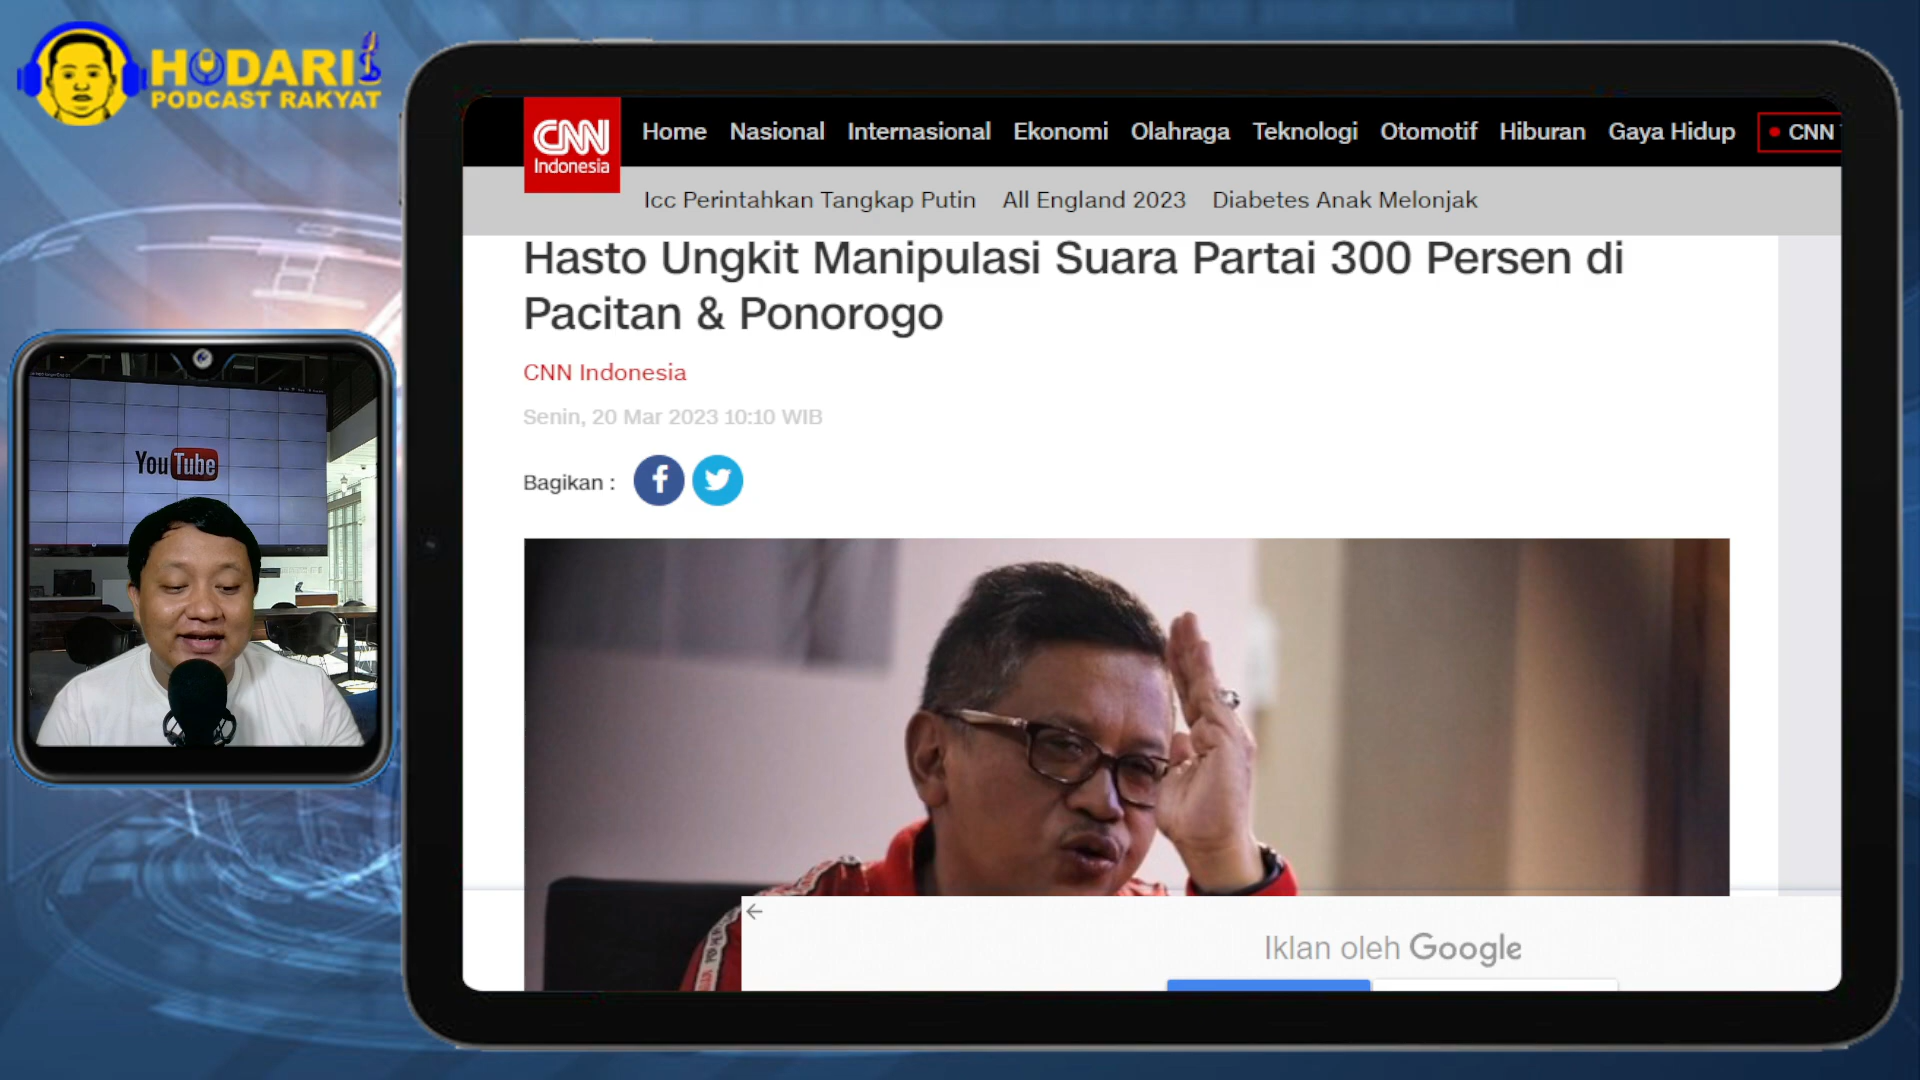 HODARI
PODCAST RAKYAT
YouTube
CNN
Indonesia
Home Nasional Internasional Ekonomi Olahraga Teknologi Otomotif Hiburan Gaya Hidup CNN
Icc Perintahkan Tangkap Putin All England 2023 Diabetes Anak Melonjak
Hasto Ungkit Manipulasi Suara Partai 300 Persen di
Pacitan & Ponorogo
CNN Indonesia
Senin, 20 Mar 2023 10:10 WIB
Bagikan :
Iklan oleh Google